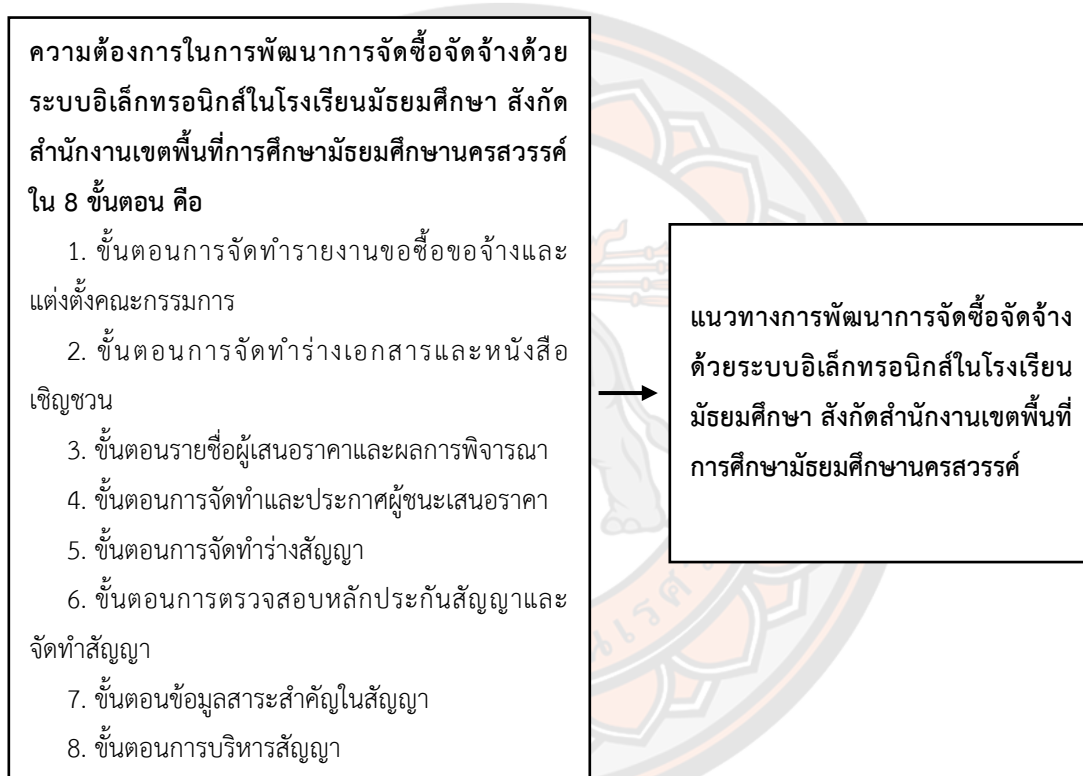 ความต้องการในการพัฒนาการจัดซื้อจัดจ้างด้วย
ระบบอิเล็กทรอนิกส์ในโรงเรียนมัธยมศึกษา สังกัด
สำนักงานเขตพื้นที่การศึกษามัธยมศึกษานครสวรรค์
ใน 8 ขั้นตอน คือ
1. ขั้นตอนการจัดทำรายงานขอซื้อขอจ้างและ
แต่งตั้งคณะกรรมการ
2. ขั้นตอนการจัดทำร่างเอกสารและหนังสือ
เชิญชวน
3. ขั้นตอนรายชื่อผู้เสนอราคาและผลการพิจารณา
4. ขั้นตอนการจัดทำและประกาศผู้ชนะเสนอราคา
5. ขั้นตอนการจัดทำร่างสัญญา
6. ขั้นตอนการตรวจสอบหลักประกันสัญญาและ
จัดทำสัญญา
7. ขั้นตอนข้อมูลสาระสำคัญในสัญญา
8. ขั้นตอนการบริหารสัญญา
แนวทางการพัฒนาการจัดซื้อจัดจ้าง
ด้วยระบบอิเล็กทรอนิกส์ในโรงเรียน
มัธยมศึกษา สังกัดสำนักงานเขตพื้นที่
การศึกษามัธยมศึกษานครสวรรค์